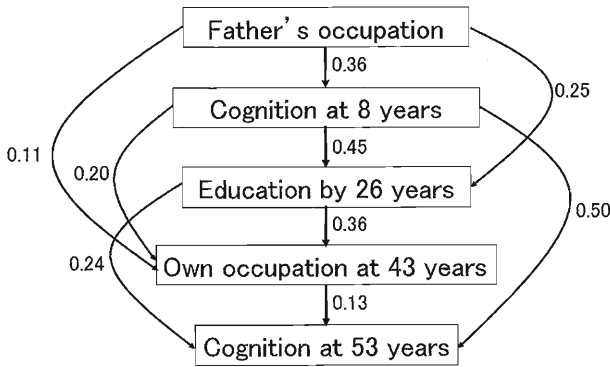 Father's occupation
0.36
0.25
Cognition at 8 years
0.11
0.45
0.20
Education by 26 years
0.50
0.36
0.24
Own occupation at 43 years
0.13
Cognition at 53 years